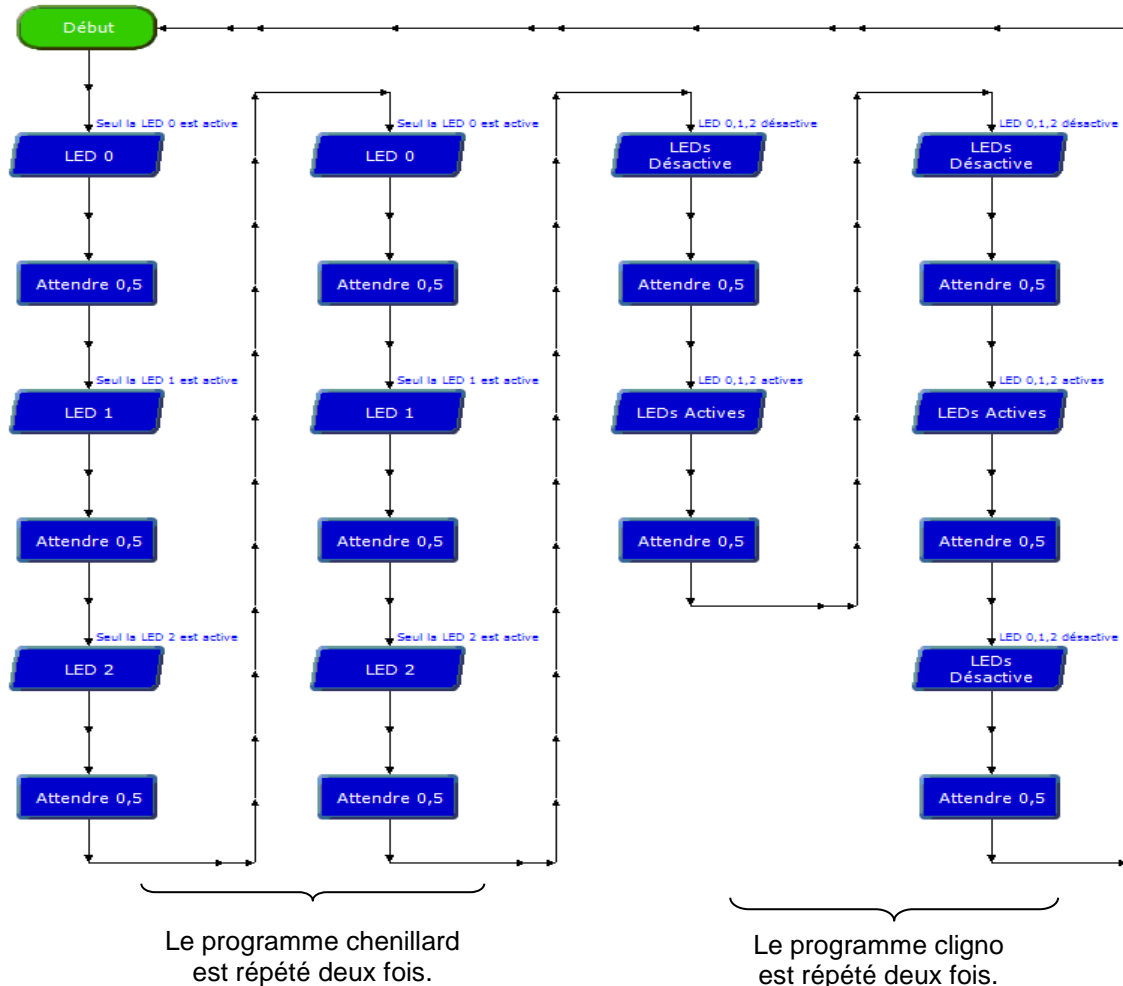 Début
Seul la LED 0 est active
LED 0
Attendre 0,5
Seul la LED 1 est active
LED 1
Attendre 0,5
Seul la LED 2 est active
LED 2
Attendre 0,5
Seul la LED 0 est active
LED 0
Attendre 0,5
Seul la LED 1 est active
LED 1
Attendre 0,5
Seul la LED 2 est active
LED 2
Attendre 0,5
LED 0,1,2 désactive
LEDs
Désactive
Attendre 0,5
LED 0,1,2 actives
LEDs Actives
Attendre 0,5
LED 0,1,2 désactive
LEDs
Désactive
Attendre 0,5
LED 0,1,2 actives
LEDs Actives
Attendre 0,5
LED 0,1,2 désactive
LEDs
Désactive
Attendre 0,5
Le programme chenillard
est répété deux fois.
Le programme cligno
est répété deux fois.